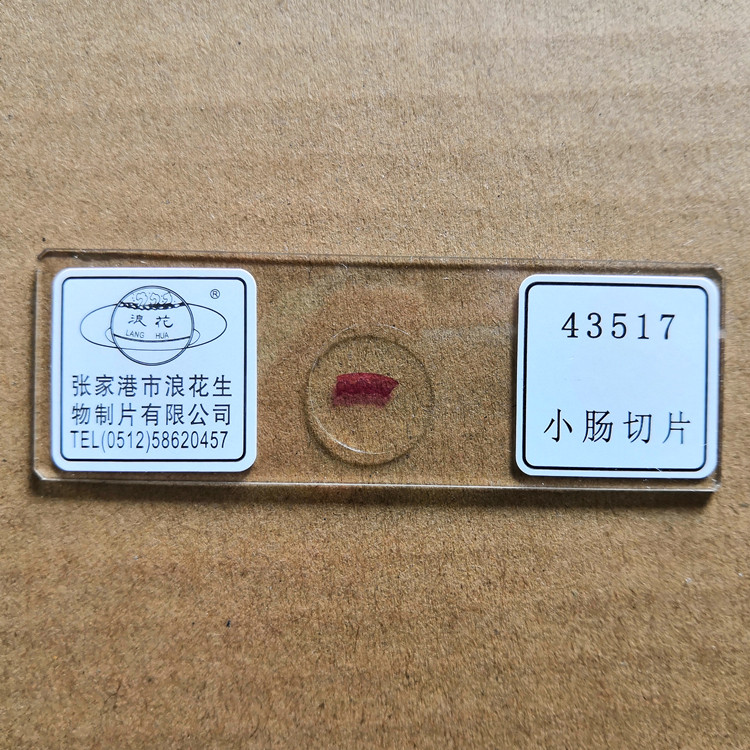 ®
浪花
LANG HUA
张家港市浪花生
物制片有限公司
TEL(0512)58620457
43517
小肠切片